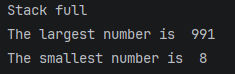 Stack full
The largest number is  991
The smallest number is  8